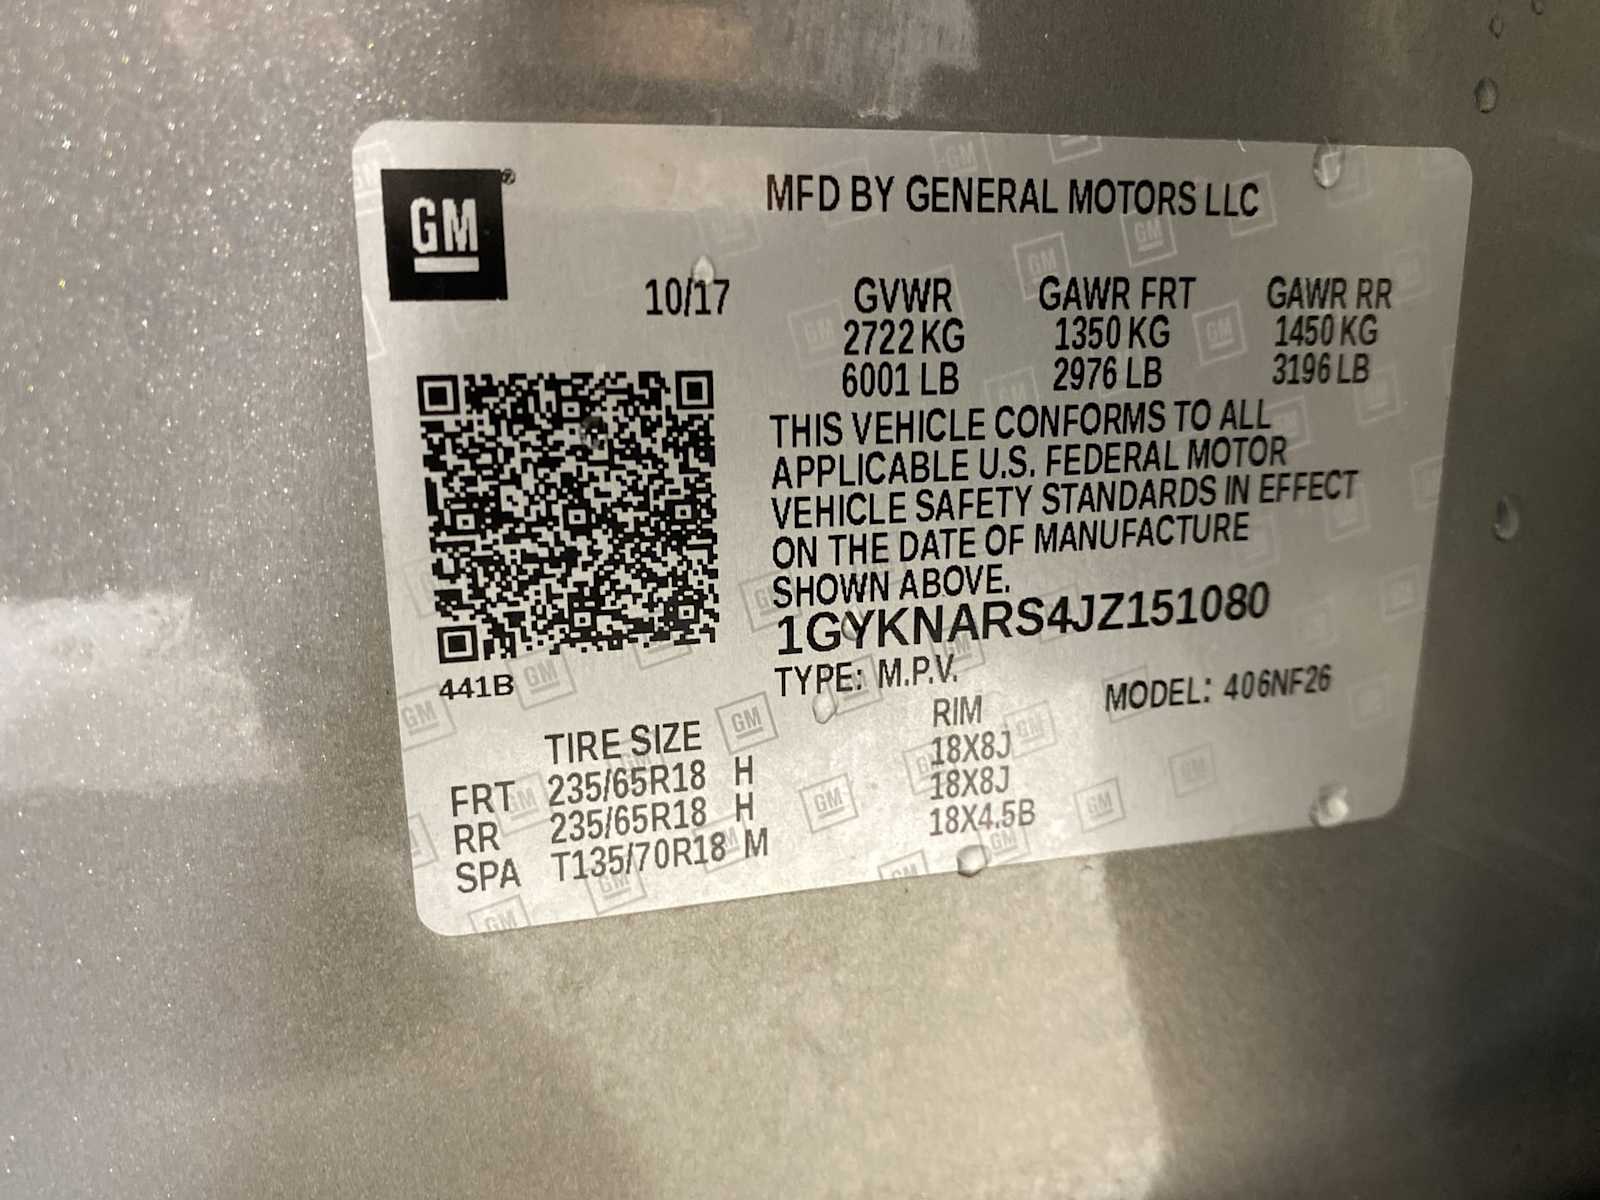 GM
MFD BY GENERAL MOTORS LLC
10/17 GVWR GAWR FRT GAWR RR
2722 KG 1350 KG 1450 KG
6001 LB 2976 LB 3196 LB
THIS VEHICLE CONFORMS TO ALL
APPLICABLE U.S. FEDERAL MOTOR
VEHICLE SAFETY STANDARDS IN EFFECT
ON THE DATE OF MANUFACTURE
SHOWN ABOVE.
1GYKNARS4JZ151080
441B TYPE: M.P.V. MODEL: 406NF26
TIRE SIZE RIM
FRT 235/65R18 H 18X8J
RR 235/65R18 H 18X8J
SPA T135/70R18 M 18X4.5B